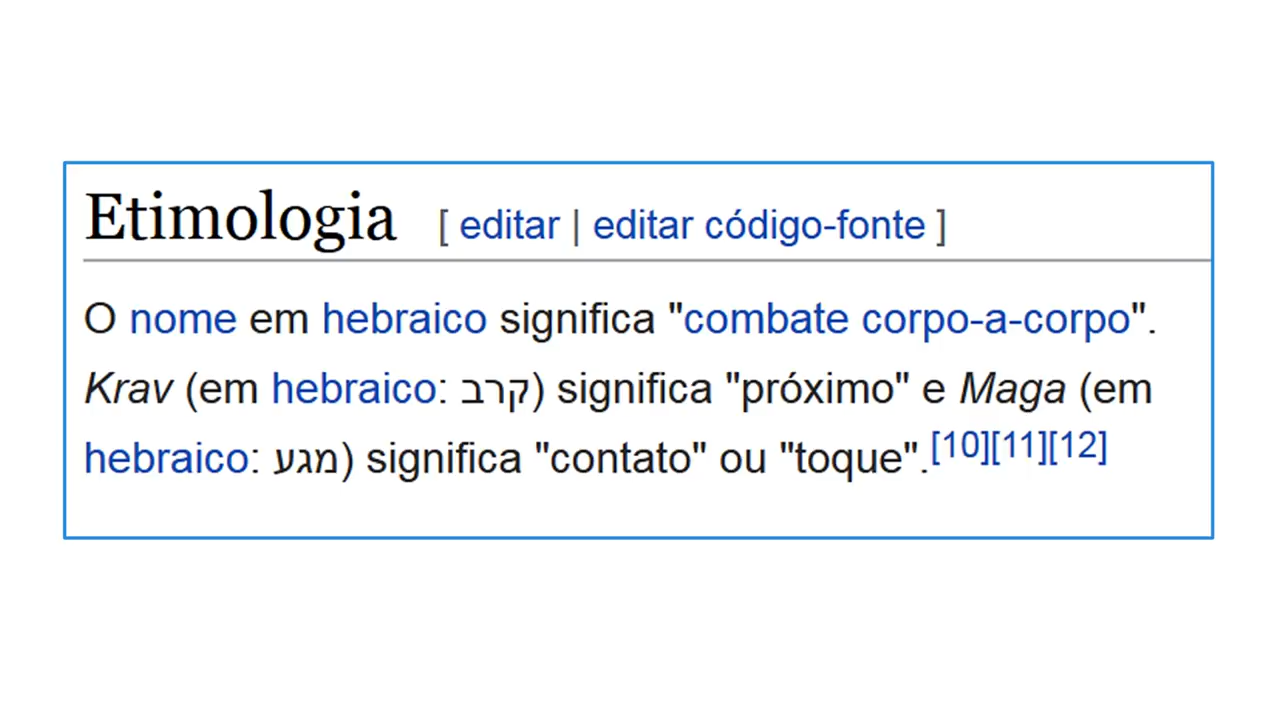 Etimologia [ editar | editar código-fonte ]
O nome em hebraico significa "combate corpo-a-corpo".
Krav (em hebraico: קרב) significa "próximo" e Maga (em
hebraico: מגע) significa "contato" ou "toque".[10][11][12]